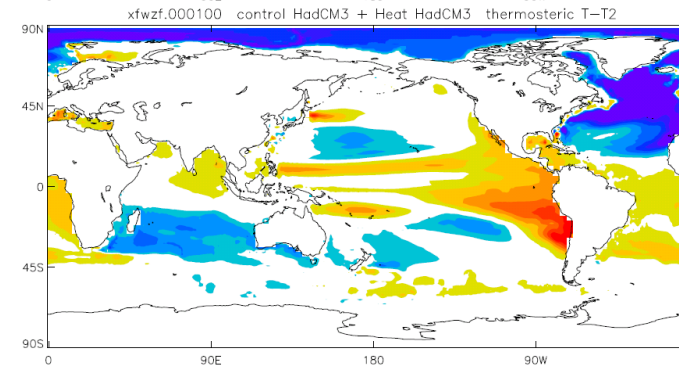 xfwzf.000100 control HadCM3 + Heat HadCM3 thermosteric T-T2
90N
45N
0
45S
90S
0 90E 180 90W